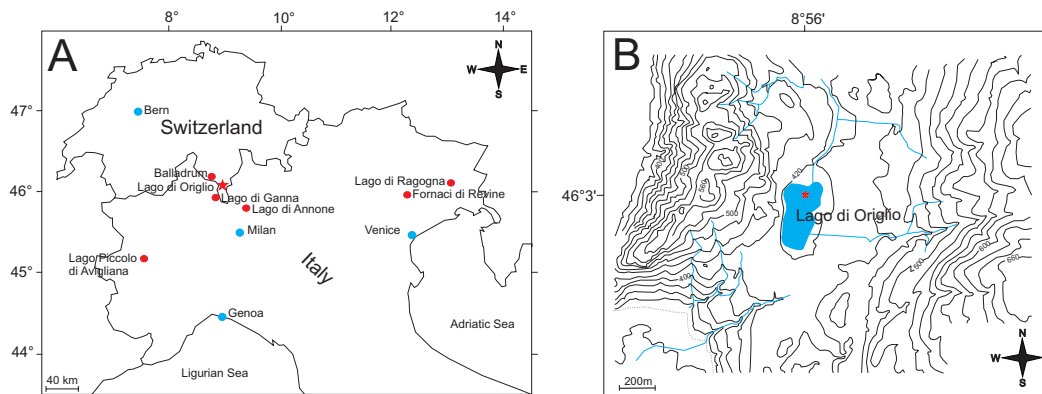 A
8°
10°
12°
14°
N
W
E
S
47°
46°
45°
44°
Bern
Switzerland
Balladrum
Lago di Origlio
Lago di Ganna
Lago di Annone
Milan
Lago di Ragogna
Fornaci di Revine
Venice
Lago Piccolo
di Avigliana
Italy
Genoa
Adriatic Sea
Ligurian Sea
40 km
B
8°56'
46°3'
420
560
500
Lago di Origlio
400
500
600
660
N
W
E
S
200m